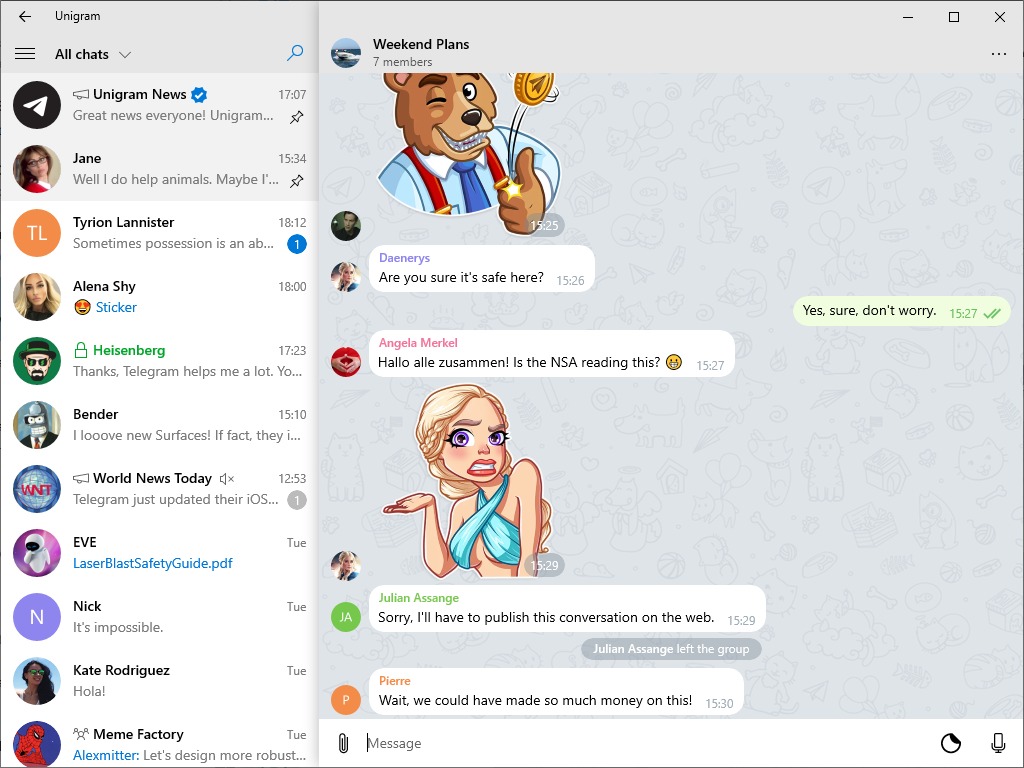 Unigram
All chats
Unigram News 17:07
Great news everyone! Unigram...
Jane 15:34
Well I do help animals. Maybe I'...
TL
Tyrion Lannister 18:12
Sometimes possession is an ab... 1
Alena Shy 18:00
Sticker
Heisenberg 17:23
Thanks, Telegram helps me a lot. Yo...
Bender 15:10
I looove new Surfaces! If fact, they i...
WNT
World News Today 12:53
Telegram just updated their iOS... 1
EVE Tue
LaserBlastSafetyGuide.pdf
N
Nick Tue
It's impossible.
Kate Rodriguez Tue
Hola!
Meme Factory Tue
Alexmitter: Let's design more robust...
Weekend Plans
7 members
15:25
Daenerys
Are you sure it's safe here? 15:26
Yes, sure, don't worry. 15:27
Angela Merkel
Hallo alle zusammen! Is the NSA reading this? 15:27
15:29
Julian Assange
JA
Sorry, I'll have to publish this conversation on the web. 15:29
Julian Assange left the group
Pierre
P
Wait, we could have made so much money on this! 15:30
Message